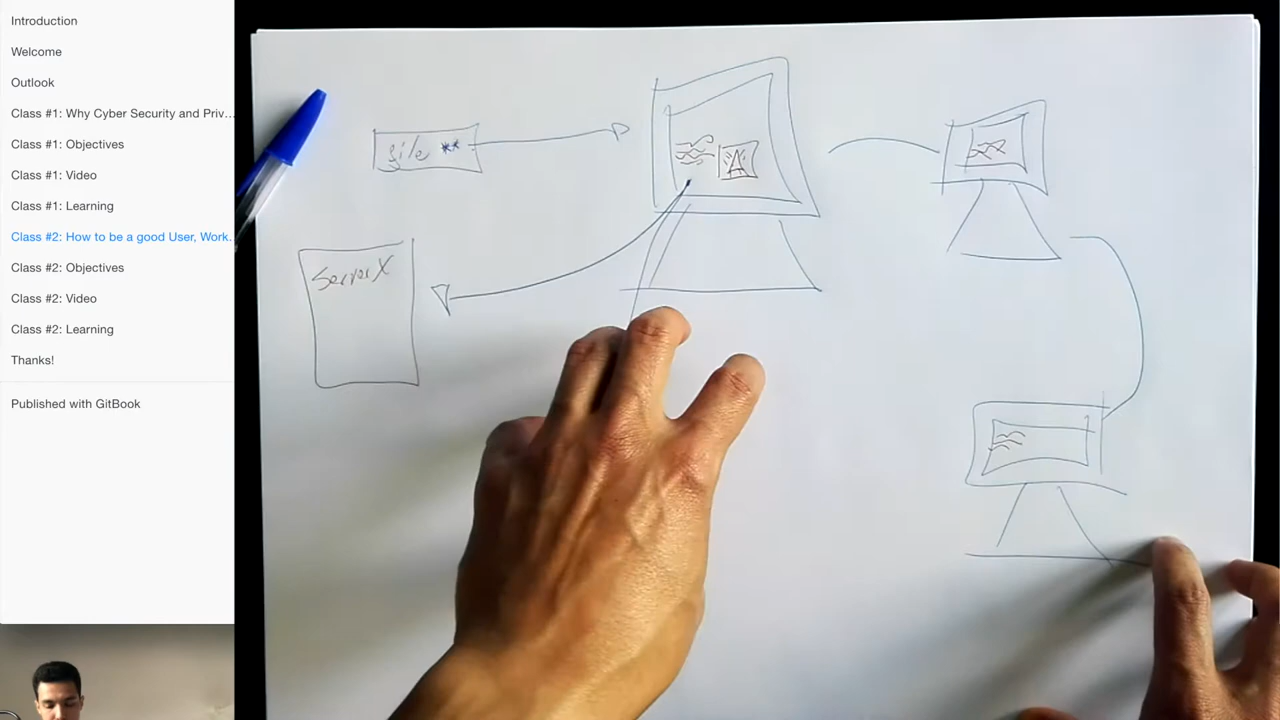 Introduction
Welcome
Outlook
Class #1: Why Cyber Security and Priv...
Class #1: Objectives
Class #1: Video
Class #1: Learning
Class #2: How to be a good User, Work.
Class #2: Objectives
Class #2: Video
Class #2: Learning
Thanks!
Published with GitBook
file **
A
Server X